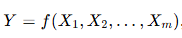 Y = f(X₁, X₂, . . . , Xₘ).